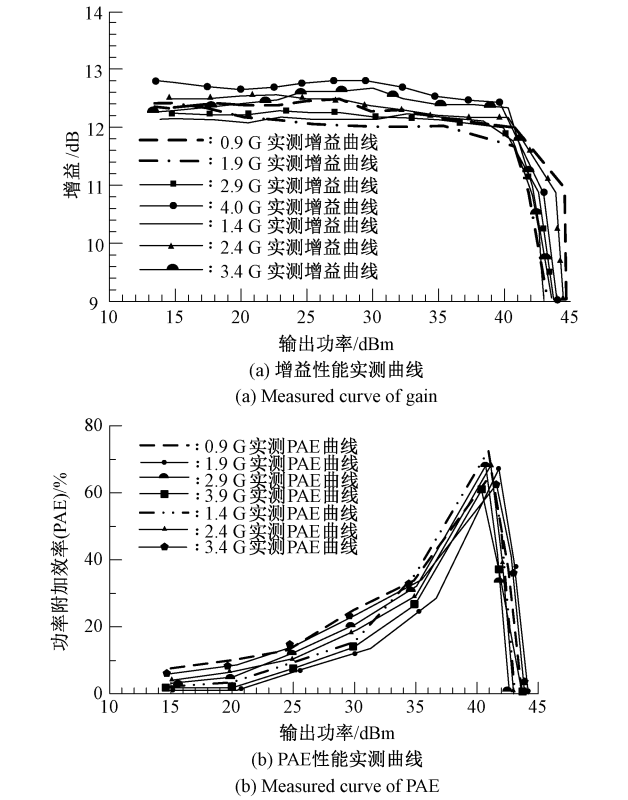 14
13
12
11
10
9
增益/dB
0.9 G 实测增益曲线
1.9 G 实测增益曲线
2.9 G 实测增益曲线
4.0 G 实测增益曲线
1.4 G 实测增益曲线
2.4 G 实测增益曲线
3.4 G 实测增益曲线
10 15 20 25 30 35 40 45
输出功率/dBm
(a) 增益性能实测曲线
(a) Measured curve of gain
80
60
40
20
0
功率附加效率(PAE)/%
0.9 G实测PAE曲线
1.9 G实测PAE曲线
2.9 G实测PAE曲线
3.9 G实测PAE曲线
1.4 G实测PAE曲线
2.4 G实测PAE曲线
3.4 G实测PAE曲线
10 15 20 25 30 35 40 45
输出功率/dBm
(b) PAE性能实测曲线
(b) Measured curve of PAE